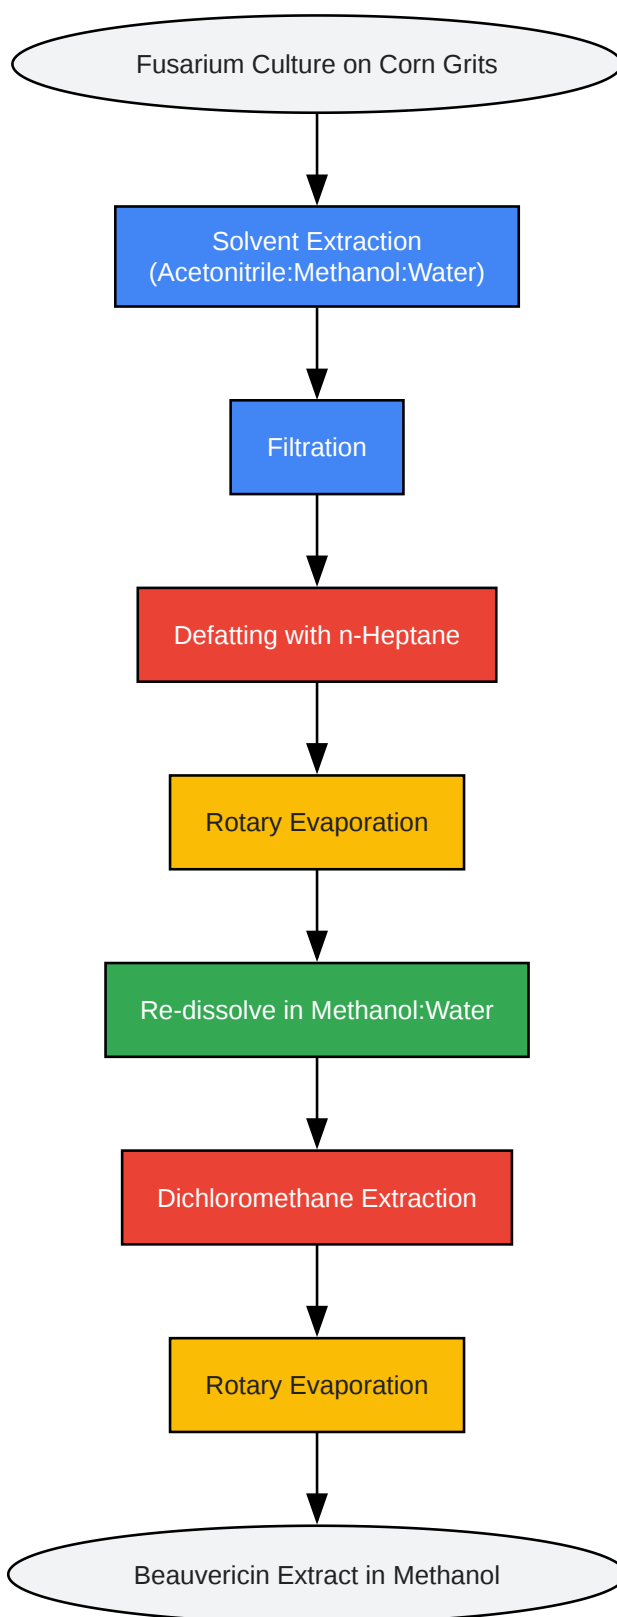 Fusarium Culture on Corn Grits
Solvent Extraction
(Acetonitrile:Methanol:Water)
Filtration
Defatting with n-Heptane
Rotary Evaporation
Re-dissolve in Methanol:Water
Dichloromethane Extraction
Rotary Evaporation
Beauvericin Extract in Methanol